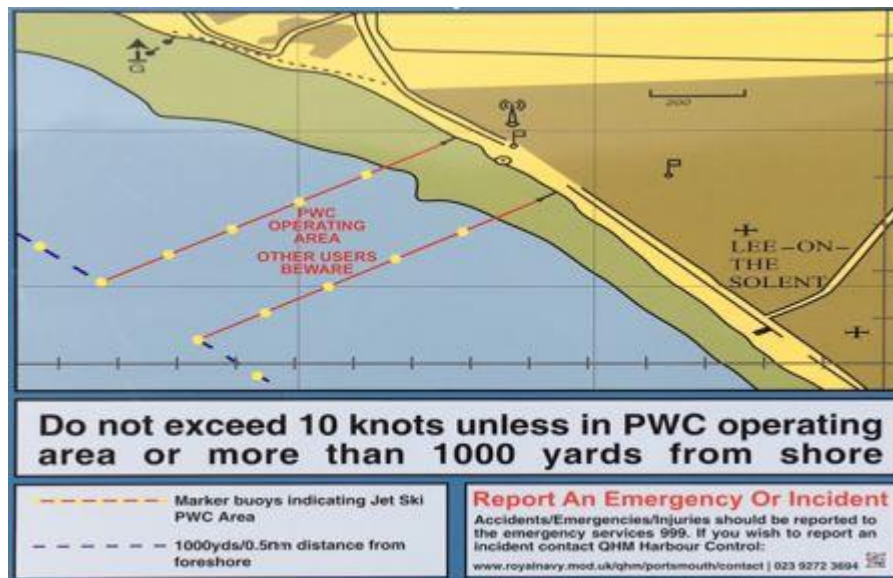 G
200
PWC
OPERATING
AREA
OTHER USERS
BEWARE
LEE-ON-
THE
SOLENT
Do not exceed 10 knots unless in PWC operating
area or more than 1000 yards from shore
Marker buoys indicating Jet Ski
PWC Area
1000yds/0.5nm distance from
foreshore
Report An Emergency Or Incident
Accidents/Emergencies/Injuries should be reported to
the emergency services 999. If you wish to report an
incident contact QHM Harbour Control:
www.royalnavy.mod.uk/qhm/portsmouth/contact | 023 9272 3694